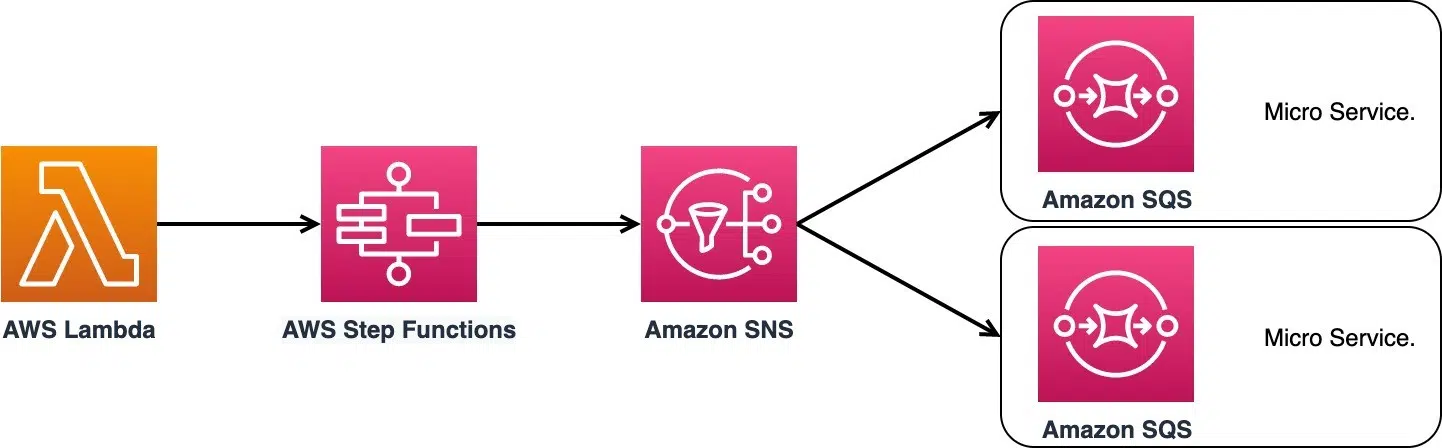 AWS Lambda
AWS Step Functions
Amazon SNS
Amazon SQS
Micro Service.
Amazon SQS
Micro Service.